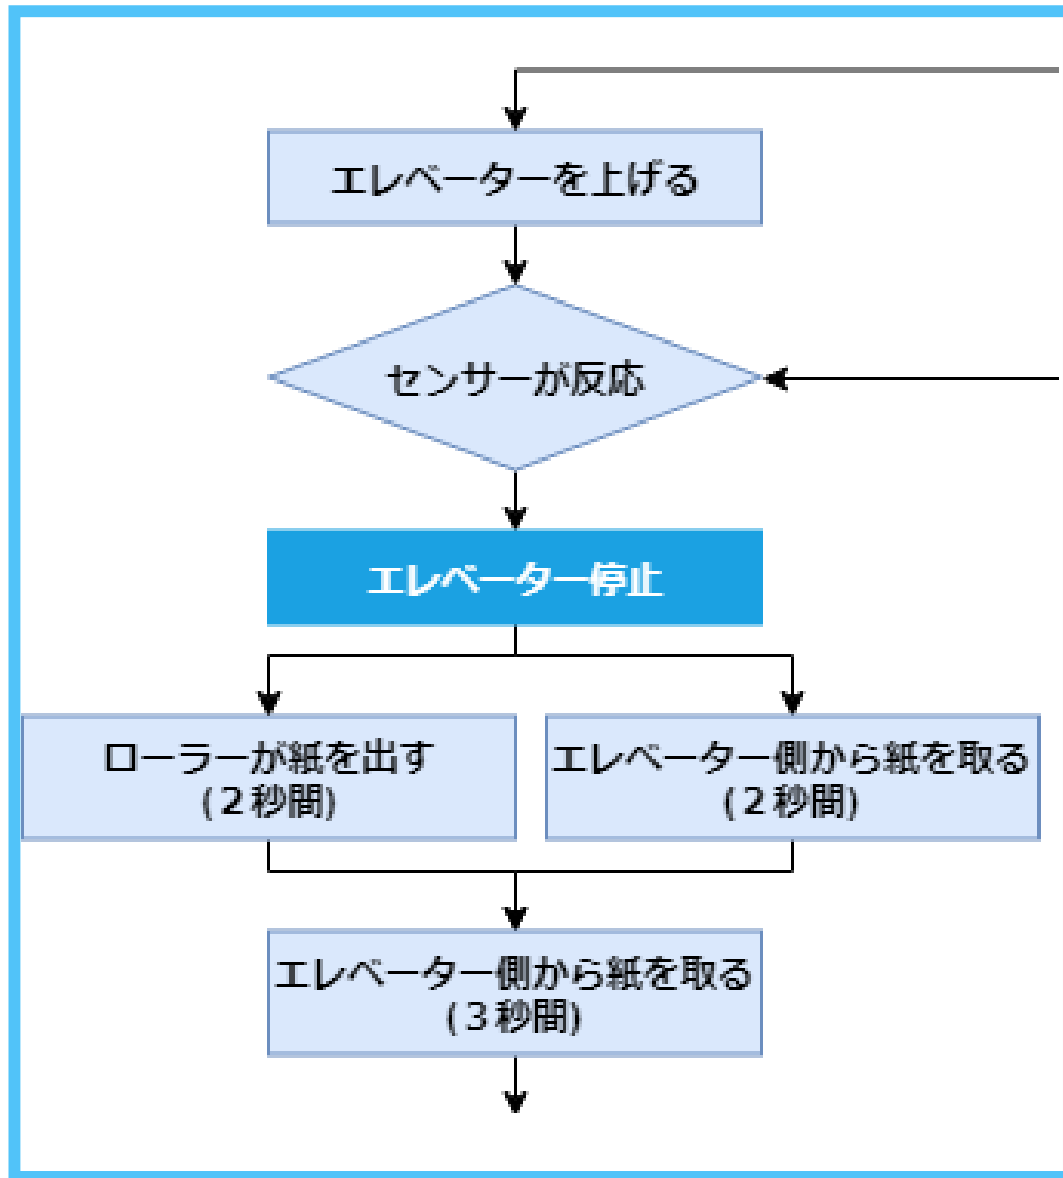 エレベーターを上げる
センサーが反応
エレベーター停止
ローラーが紙を出す
(２秒間)
エレベーター側から紙を取る
(２秒間)
エレベーター側から紙を取る
(３秒間)